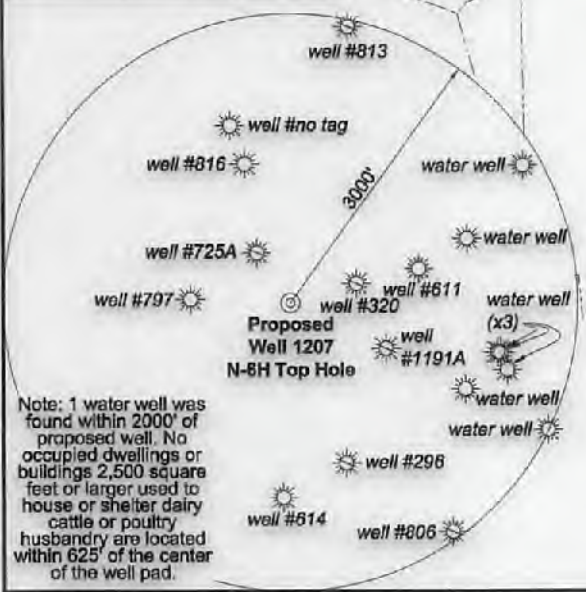 well #813
well #no tag
well #816
water well
3000'
water well
well #725A
well #611
well #797
well #320
water well
(x3)
Proposed
Well 1207
N-6H Top Hole
well
#1191A
water well
water well
Note: 1 water well was
found within 2000' of
proposed well. No
occupied dwellings or
buildings 2,500 square
feet or larger used to
house or shelter dairy
cattle or poultry
husbandry are located
within 625' of the center
of the well pad.
well #296
well #614
well #806